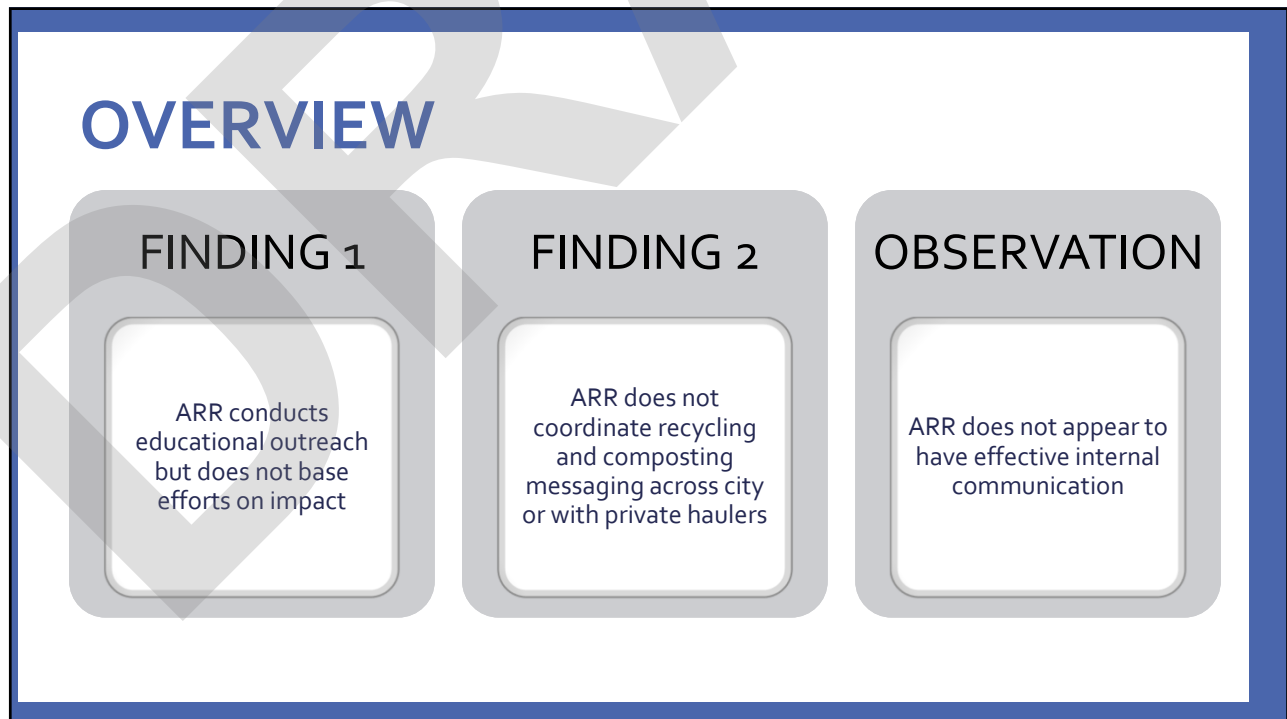 OVERVIEW
FINDING 1
ARR conducts
educational outreach
but does not base
efforts on impact
FINDING 2
ARR does not
coordinate recycling
and composting
messaging across city
or with private haulers
OBSERVATION
ARR does not appear to
have effective internal
communication